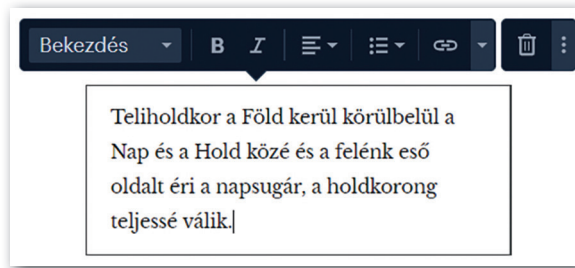 Bekezdés B I
Teliholdkor a Föld kerül körülbelül a
Nap és a Hold közé és a felénk eső
oldalt éri a napsugár, a holdkorong
teljessé válik.